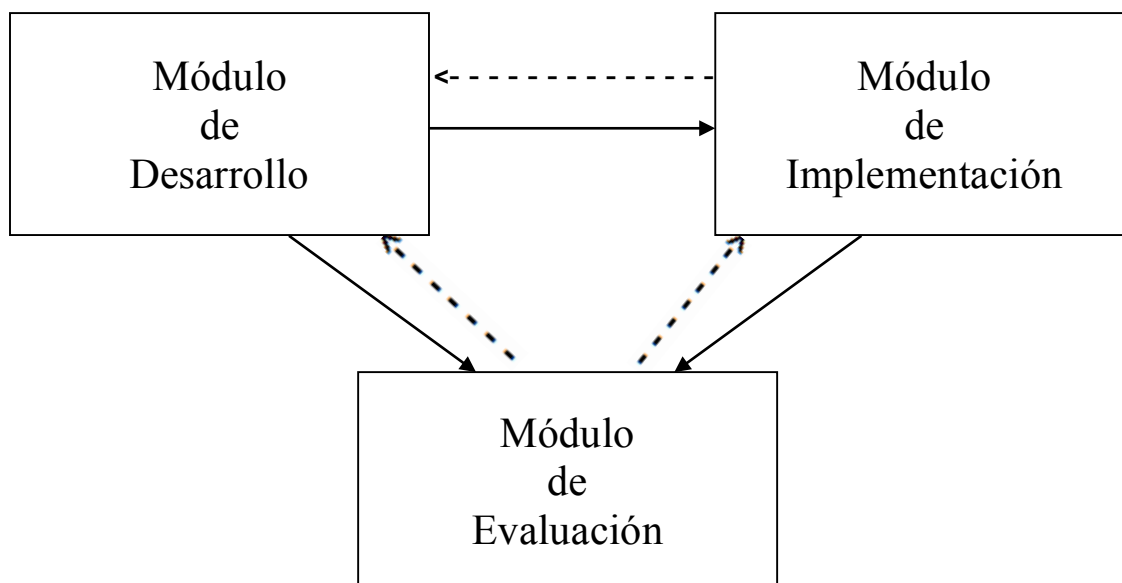 Módulo
de
Desarrollo
Módulo
de
Implementación
Módulo
de
Evaluación